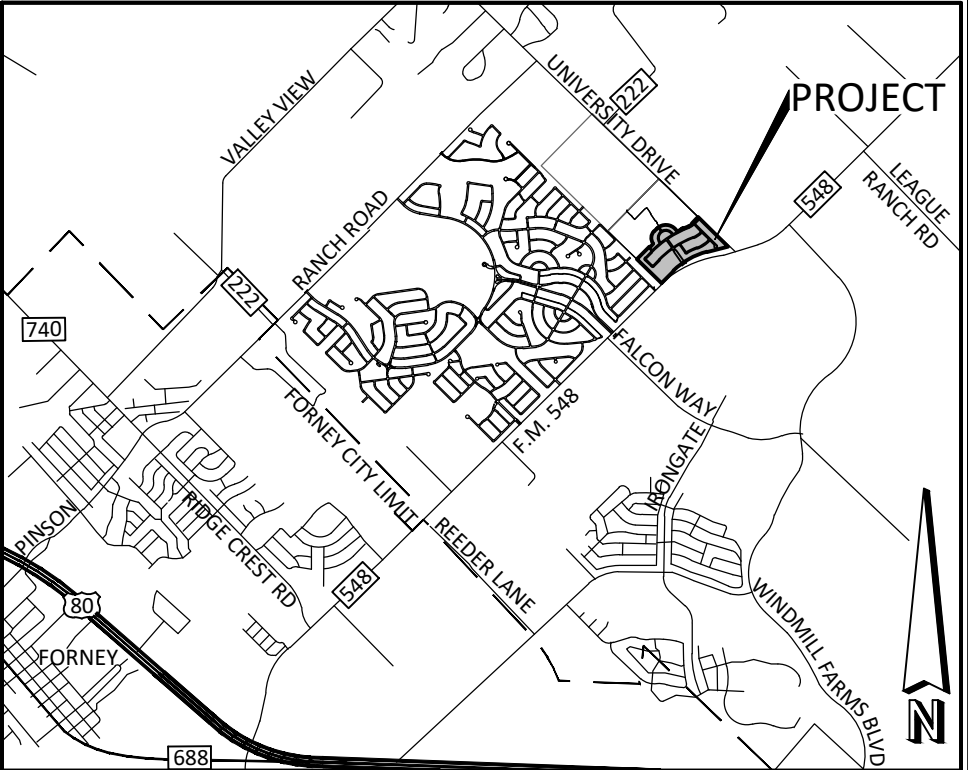 UNIVERSITY DRIVE
222
PROJECT
VALLEY VIEW
548
LEAGUE
RANCH RD
RANCH ROAD
222
740
FALCON WAY
FORNEY CITY LIMIT
F.M. 548
IRONGATE
RIDGE CREST RD
PINSON
REEDER LANE
548
80
WINDMILL FARMS BLVD
FORNEY
N
688